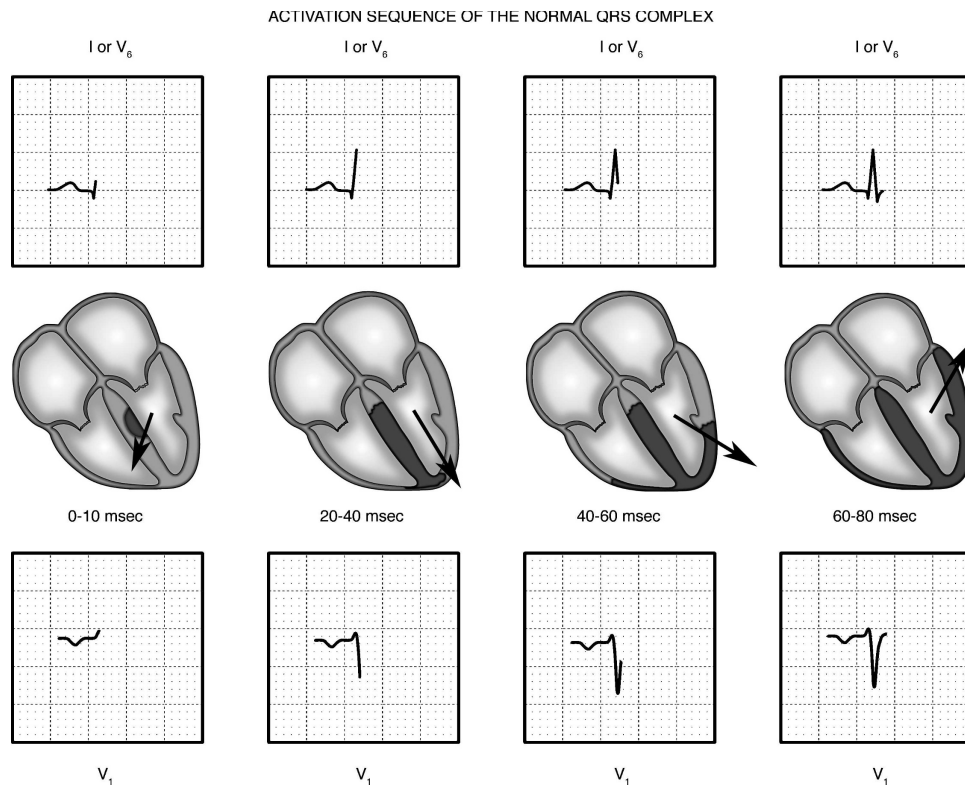 ACTIVATION SEQUENCE OF THE NORMAL QRS COMPLEX
I or V₆ I or V₆ I or V₆ I or V₆
0-10 msec 20-40 msec 40-60 msec 60-80 msec
V₁ V₁ V₁ V₁